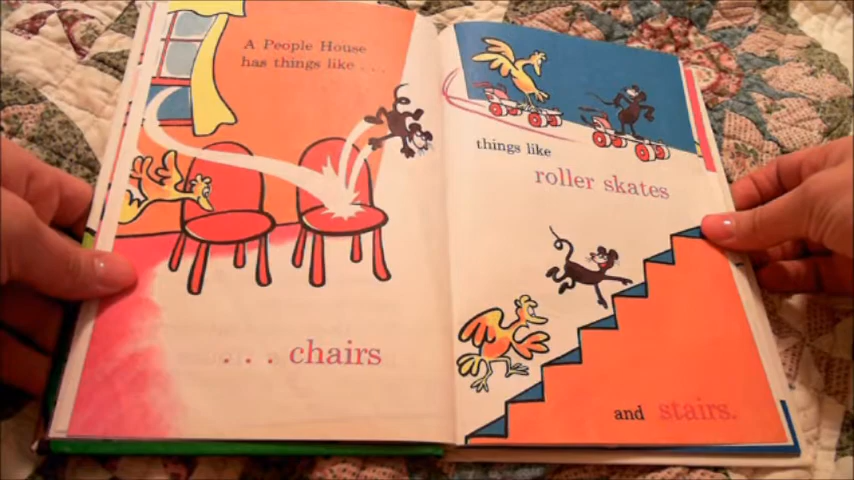 A People House
has things like . . .
. . . chairs
things like
roller skates
and stairs.